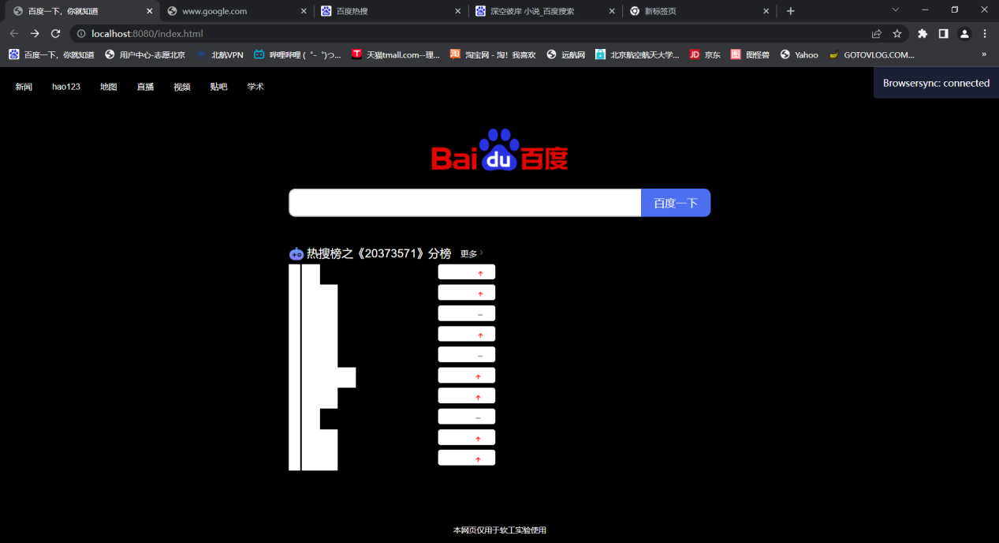 百度一下，你就知道
www.google.com
百度热搜
深空彼岸 小说_百度搜索
新标签页
localhost:8080/index.html
百度一下，你就知道 用户中心-志愿北京 北航VPN 哔哩哔哩 ( ゜- ゜)つ... 天猫tmall.com--理... 淘宝网 - 淘！我喜欢 远航网 北京航空航天大学... JD 京东 图 图怪兽 Yahoo GOTOVLOG.COM... »
新闻 hao123 地图 直播 视频 贴吧 学术
Browsersync: connected
Bai du 百度
百度一下
热搜榜之《20373571》分榜 更多
本网页仅用于软工实验使用